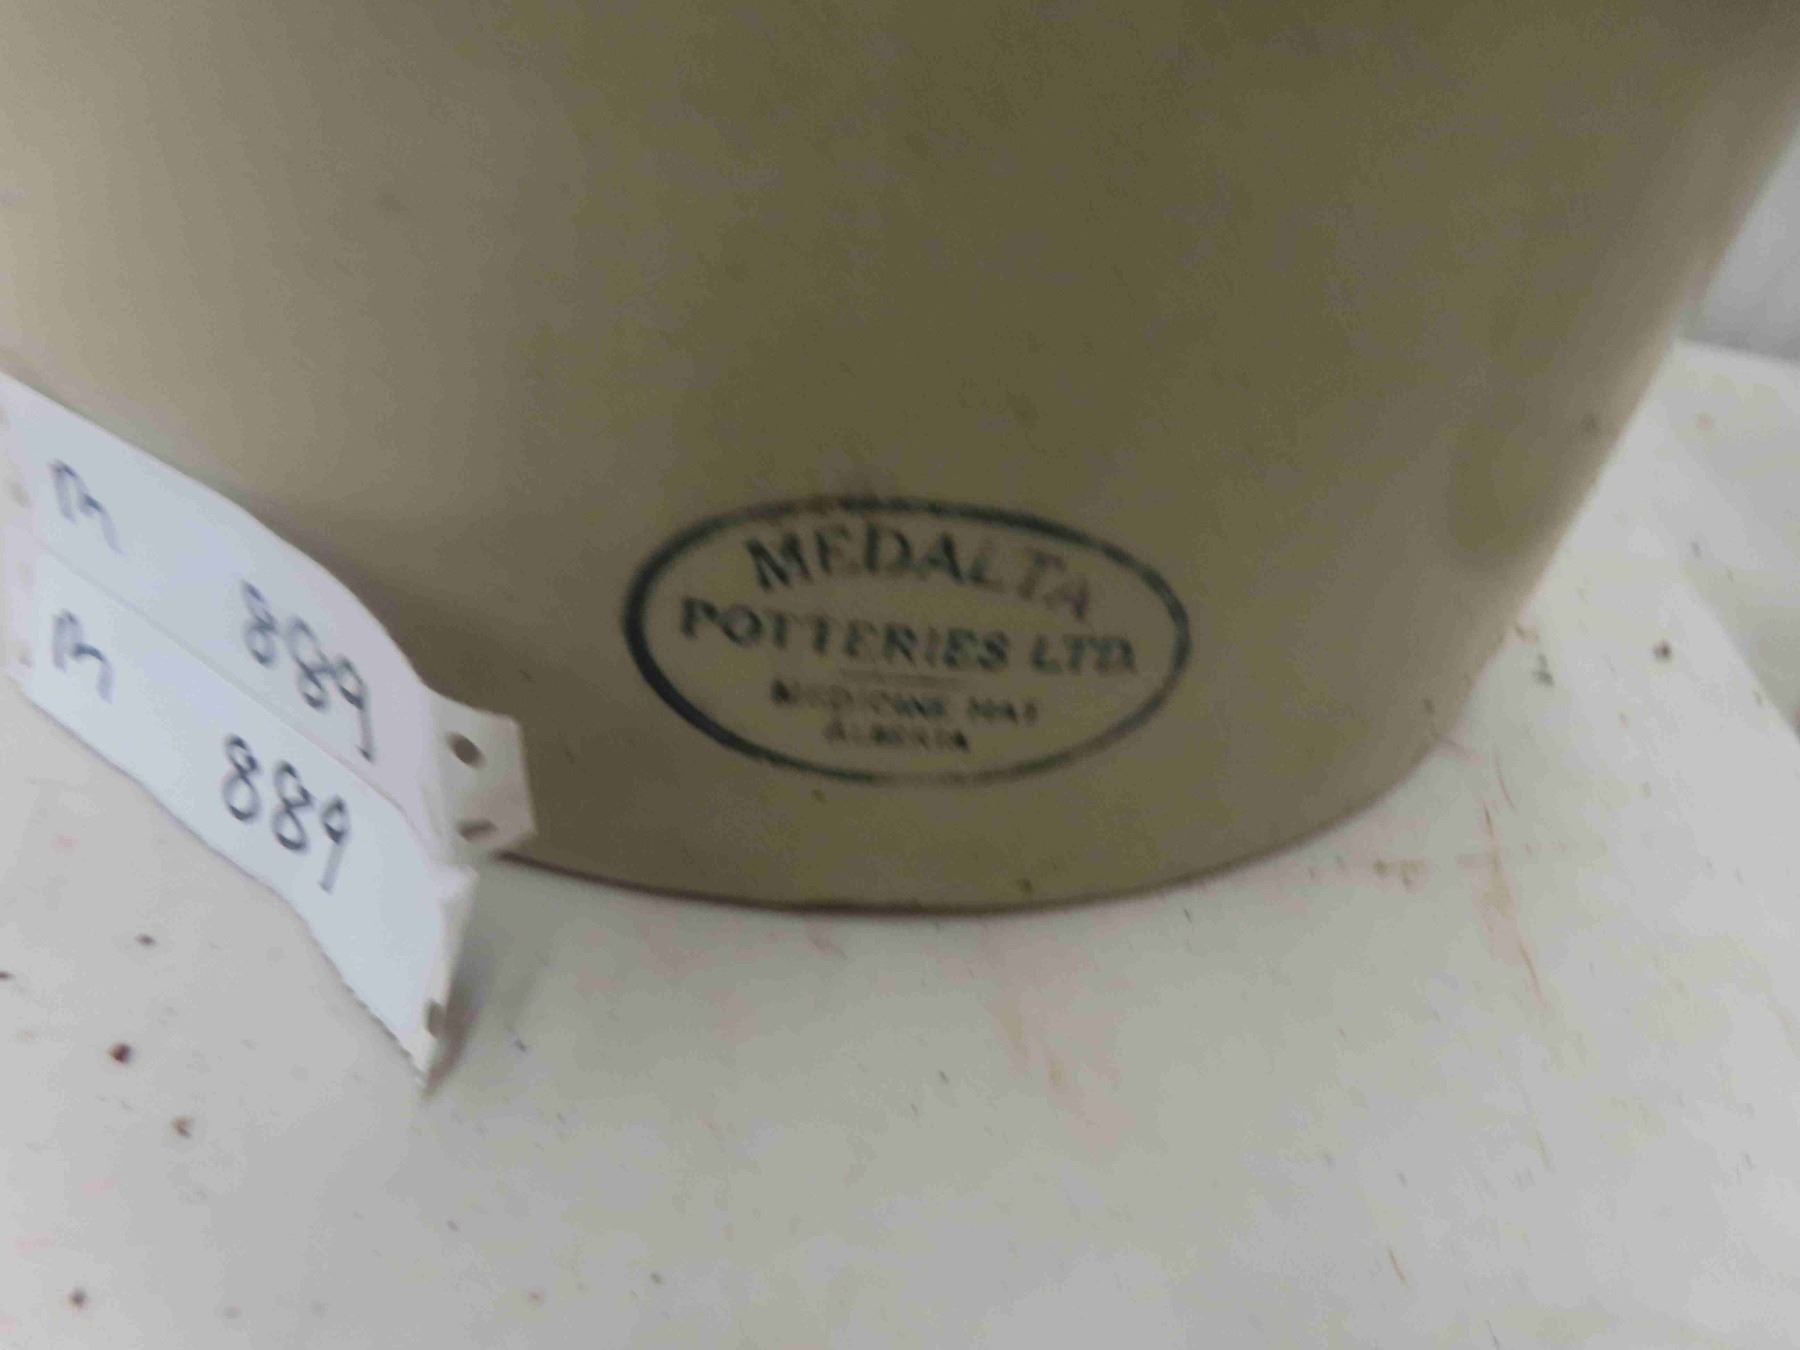 MEDALTA
POTTERIES LTD.
MEDICINE HAT
ALBERTA
M 889
M 889